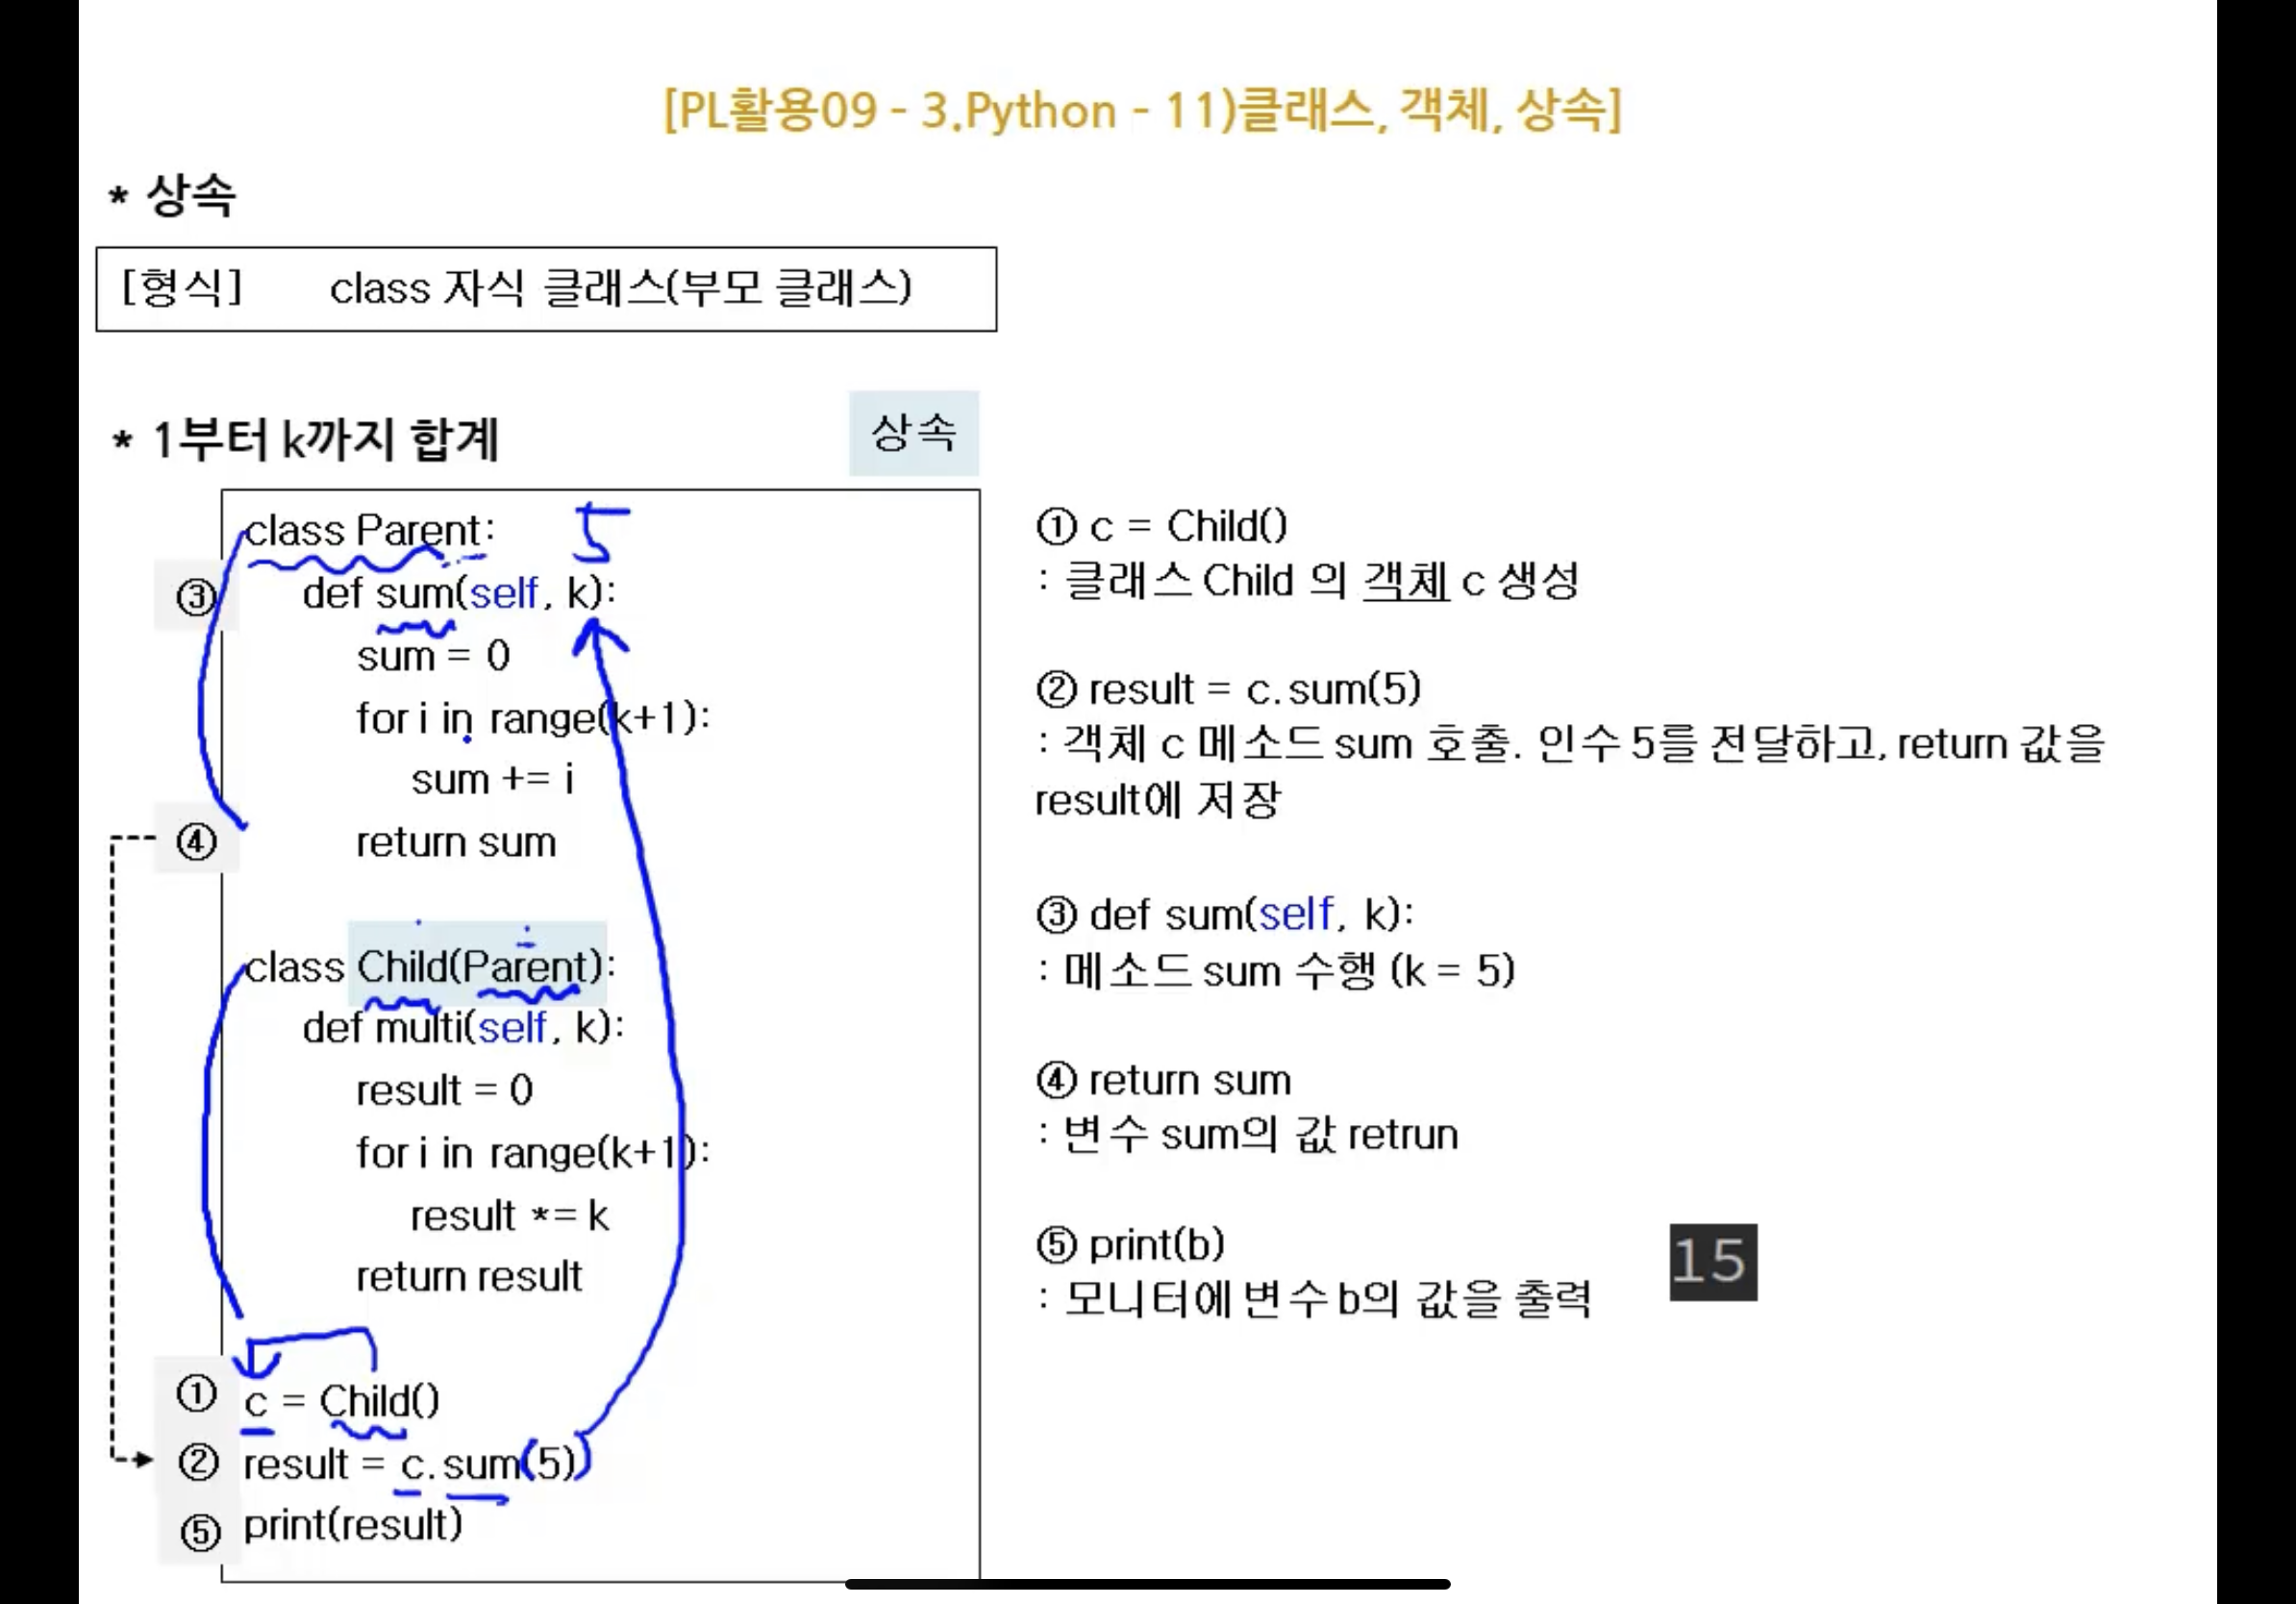 [PL활용09 - 3.Python - 11)클래스, 객체, 상속]
* 상속
[형식] class 자식 클래스(부모 클래스)
* 1부터 k까지 합계
상속
class Parent:
5
③ def sum(self, k):
sum = 0
for i in range(k+1):
sum += i
④ return sum
class Child(Parent):
def multi(self, k):
result = 0
for i in range(k+1):
result *= k
return result
① c = Child()
② result = c.sum(5)
⑤ print(result)
① c = Child()
: 클래스 Child 의 객체 c 생성
② result = c.sum(5)
: 객체 c 메소드 sum 호출. 인수 5를 전달하고, return 값을
result에 저장
③ def sum(self, k):
: 메소드 sum 수행 (k = 5)
④ return sum
: 변수 sum의 값 retrun
⑤ print(b)
: 모니터에 변수 b의 값을 출력
15